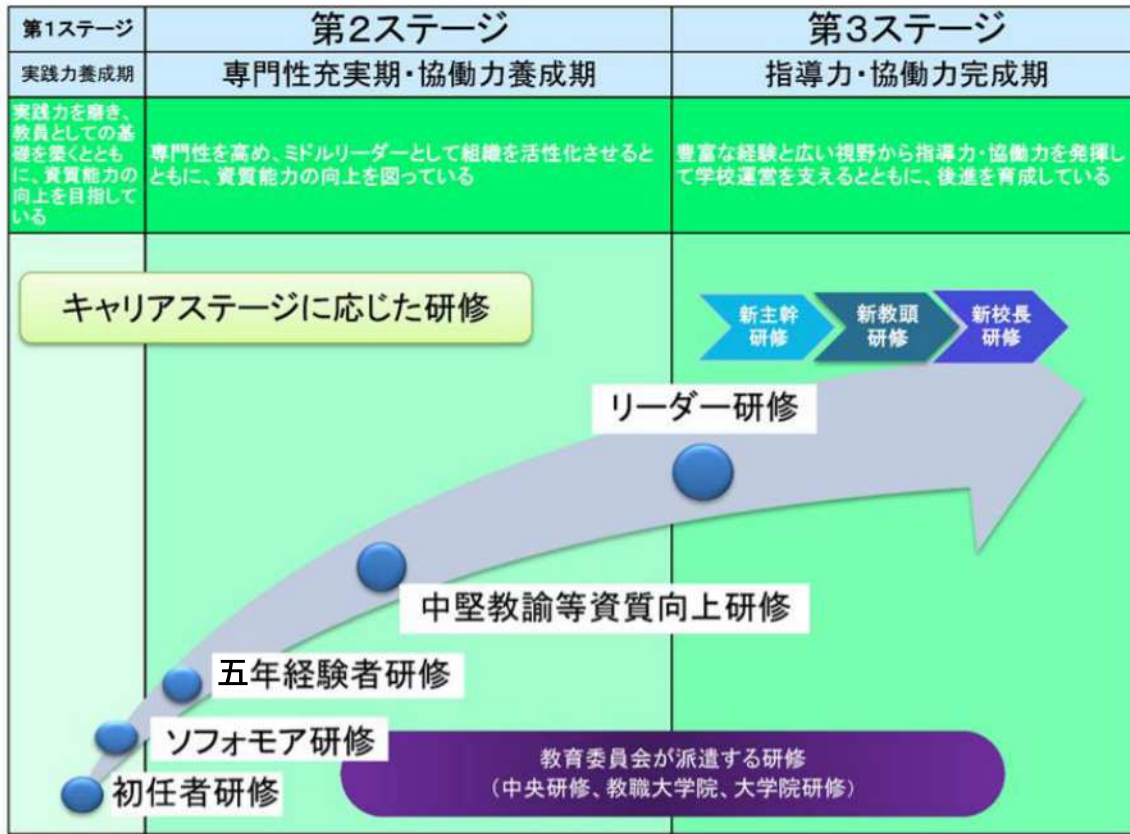 第1ステージ
第2ステージ
第3ステージ
実践力養成期
専門性充実期・協働力養成期
指導力・協働力完成期
実践力を磨き、
教員としての基
礎を築くととも
に、資質能力の
向上を目指して
いる
専門性を高め、ミドルリーダーとして組織を活性化させると
ともに、資質能力の向上を図っている
豊富な経験と広い視野から指導力・協働力を発揮し
て学校運営を支えるとともに、後進を育成している
キャリアステージに応じた研修
新主幹
研修
新教頭
研修
新校長
研修
リーダー研修
中堅教諭等資質向上研修
五年経験者研修
ソフォモア研修
初任者研修
教育委員会が派遣する研修
(中央研修、教職大学院、大学院研修)